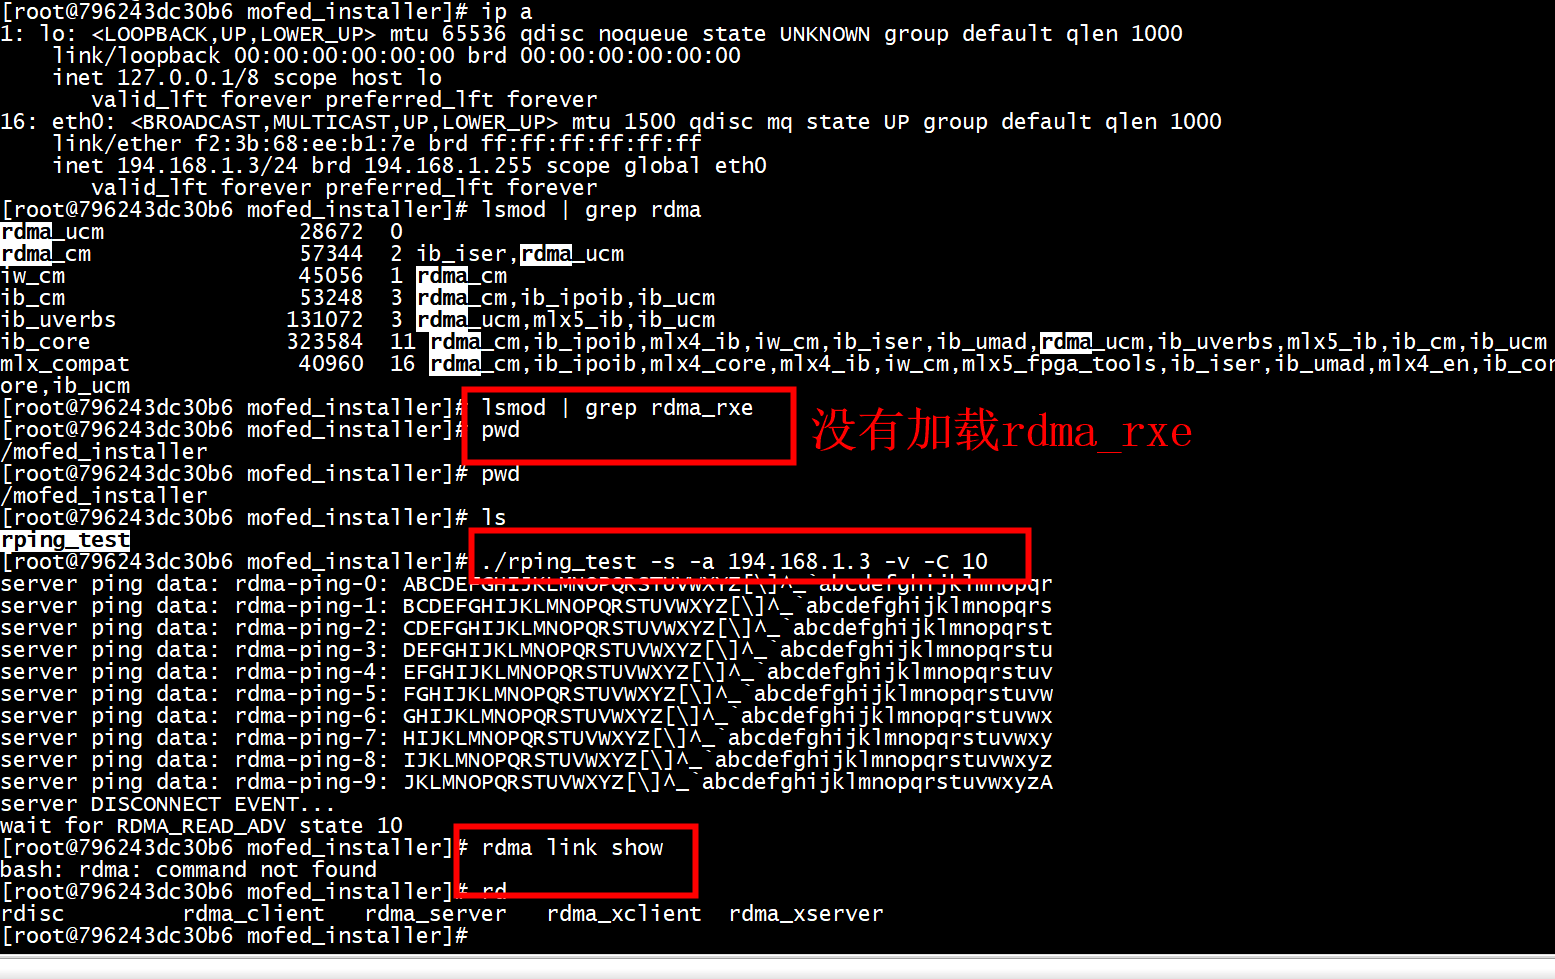 [root@796243dc30b6 mofed_installer]# ip a
1: lo: <LOOPBACK,UP,LOWER_UP> mtu 65536 qdisc noqueue state UNKNOWN group default qlen 1000
    link/loopback 00:00:00:00:00:00 brd 00:00:00:00:00:00
    inet 127.0.0.1/8 scope host lo
       valid_lft forever preferred_lft forever
16: eth0: <BROADCAST,MULTICAST,UP,LOWER_UP> mtu 1500 qdisc mq state UP group default qlen 1000
    link/ether f2:3b:68:ee:b1:7e brd ff:ff:ff:ff:ff:ff
    inet 194.168.1.3/24 brd 194.168.1.255 scope global eth0
       valid_lft forever preferred_lft forever
[root@796243dc30b6 mofed_installer]# lsmod | grep rdma
rdma_ucm               28672  0
rdma_cm                57344  2 ib_iser,rdma_ucm
iw_cm                  45056  1 rdma_cm
ib_cm                  53248  3 rdma_cm,ib_ipoib,ib_ucm
ib_uverbs             131072  3 rdma_ucm,mlx5_ib,ib_ucm
ib_core               323584  11 rdma_cm,ib_ipoib,mlx4_ib,iw_cm,ib_iser,ib_umad,rdma_ucm,ib_uverbs,mlx5_ib,ib_cm,ib_ucm
mlx_compat             40960  16 rdma_cm,ib_ipoib,mlx4_core,mlx4_ib,iw_cm,mlx5_fpga_tools,ib_iser,ib_umad,mlx4_en,ib_cor
ore,ib_ucm
[root@796243dc30b6 mofed_installer]# lsmod | grep rdma_rxe
[root@796243dc30b6 mofed_installer]# pwd
没有加载rdma_rxe
/mofed_installer
[root@796243dc30b6 mofed_installer]# pwd
/mofed_installer
[root@796243dc30b6 mofed_installer]# ls
rping_test
[root@796243dc30b6 mofed_installer]# ./rping_test -s -a 194.168.1.3 -v -C 10
server ping data: rdma-ping-0: ABCDEFGHIJKLMNOPQRSTUVWXYZ[\]^_`abcdefghijklmnopqr
server ping data: rdma-ping-1: BCDEFGHIJKLMNOPQRSTUVWXYZ[\]^_`abcdefghijklmnopqrs
server ping data: rdma-ping-2: CDEFGHIJKLMNOPQRSTUVWXYZ[\]^_`abcdefghijklmnopqrst
server ping data: rdma-ping-3: DEFGHIJKLMNOPQRSTUVWXYZ[\]^_`abcdefghijklmnopqrstu
server ping data: rdma-ping-4: EFGHIJKLMNOPQRSTUVWXYZ[\]^_`abcdefghijklmnopqrstuv
server ping data: rdma-ping-5: FGHIJKLMNOPQRSTUVWXYZ[\]^_`abcdefghijklmnopqrstuvw
server ping data: rdma-ping-6: GHIJKLMNOPQRSTUVWXYZ[\]^_`abcdefghijklmnopqrstuvwx
server ping data: rdma-ping-7: HIJKLMNOPQRSTUVWXYZ[\]^_`abcdefghijklmnopqrstuvwxy
server ping data: rdma-ping-8: IJKLMNOPQRSTUVWXYZ[\]^_`abcdefghijklmnopqrstuvwxyz
server ping data: rdma-ping-9: JKLMNOPQRSTUVWXYZ[\]^_`abcdefghijklmnopqrstuvwxyzA
server DISCONNECT EVENT...
wait for RDMA_READ_ADV state 10
[root@796243dc30b6 mofed_installer]# rdma link show
bash: rdma: command not found
[root@796243dc30b6 mofed_installer]# rd
rdisc         rdma_client   rdma_server   rdma_xclient  rdma_xserver
[root@796243dc30b6 mofed_installer]#